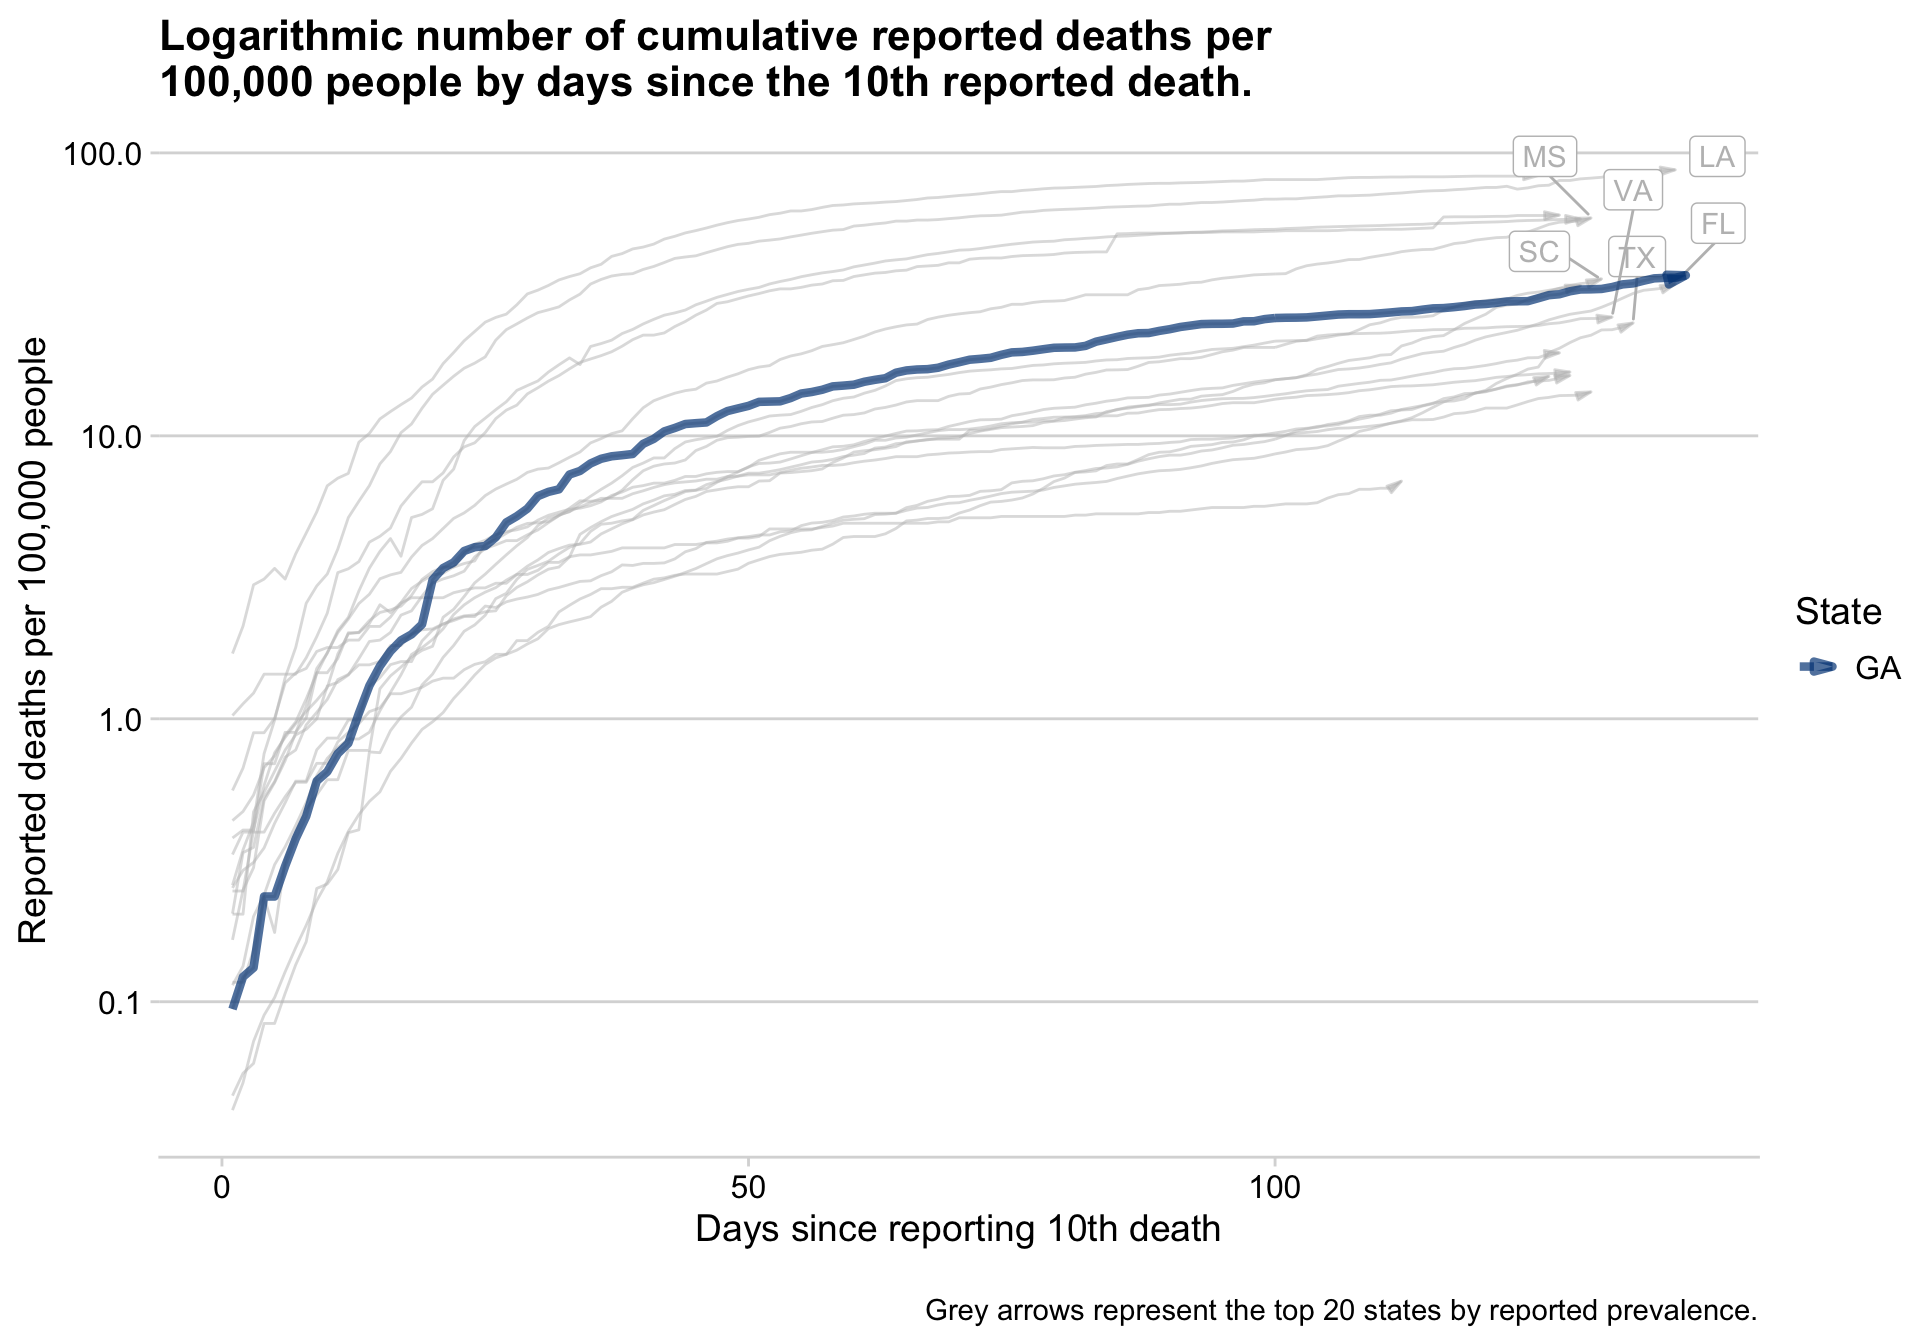 Logarithmic number of cumulative reported deaths per
100,000 people by days since the 10th reported death.
Reported deaths per 100,000 people
100.0
10.0
1.0
0.1
MS
LA
VA
FL
SC
TX
State
GA
0
50
100
Days since reporting 10th death
Grey arrows represent the top 20 states by reported prevalence.